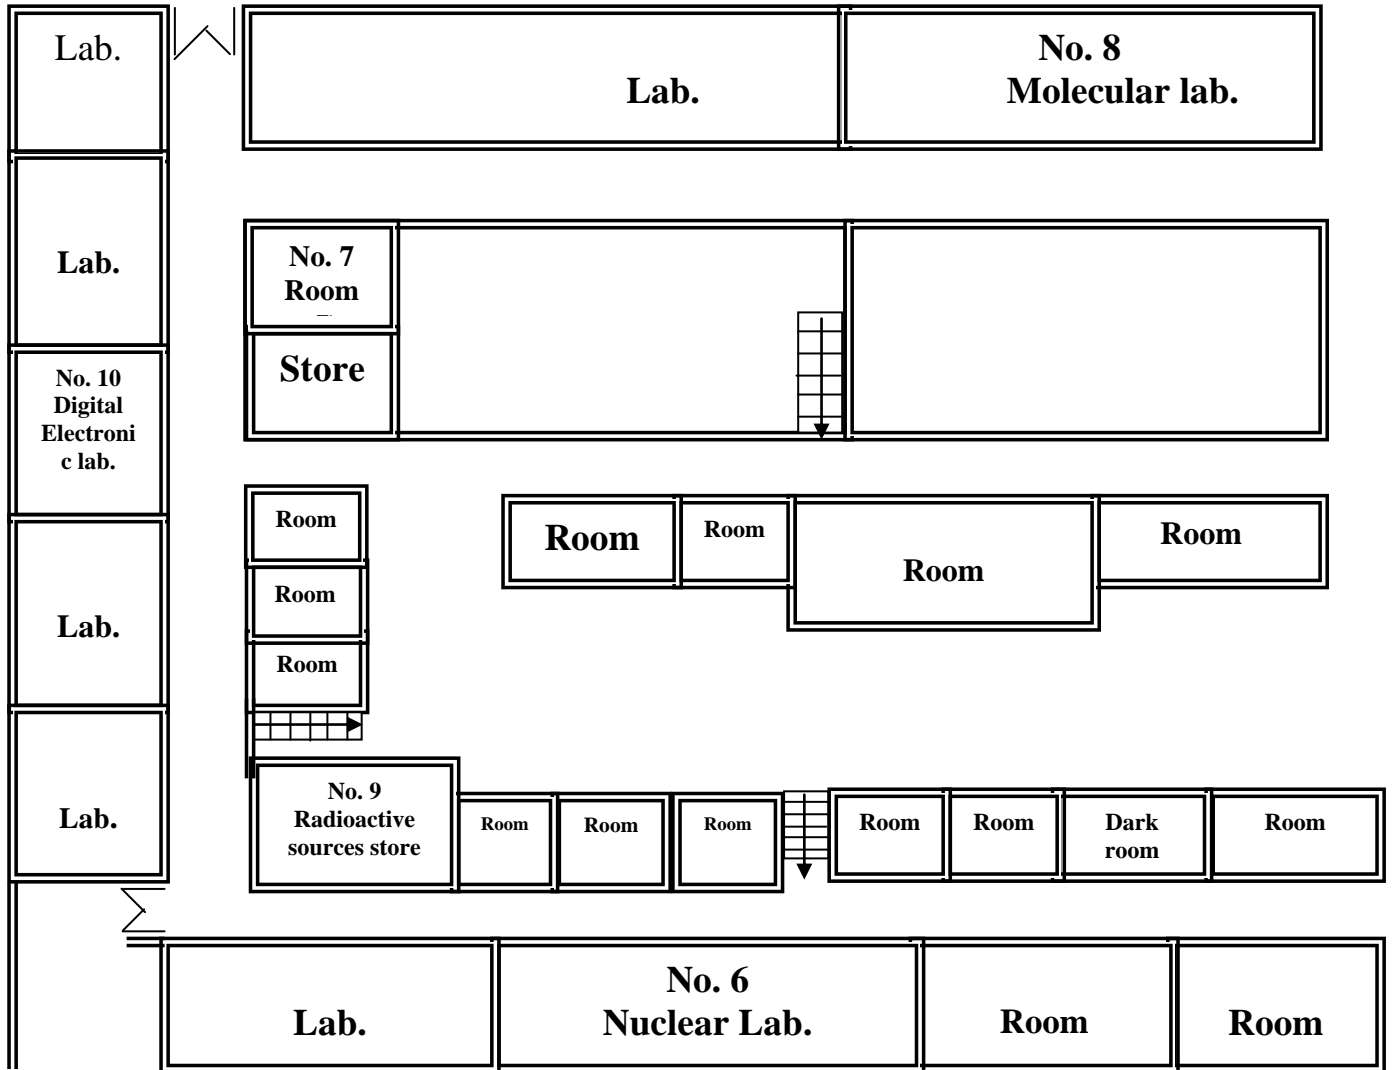 Lab.
No. 8
Lab.
Molecular lab.
Lab.
No. 7
Room
Store
No. 10
Digital
Electroni
c lab.
Room
Room
Room
Room
Room
Room
Room
Room
Lab.
Lab.
No. 9
Radioactive
sources store
Room
Room
Room
Room
Room
Dark
room
Room
No. 6
Lab.
Nuclear Lab.
Room
Room